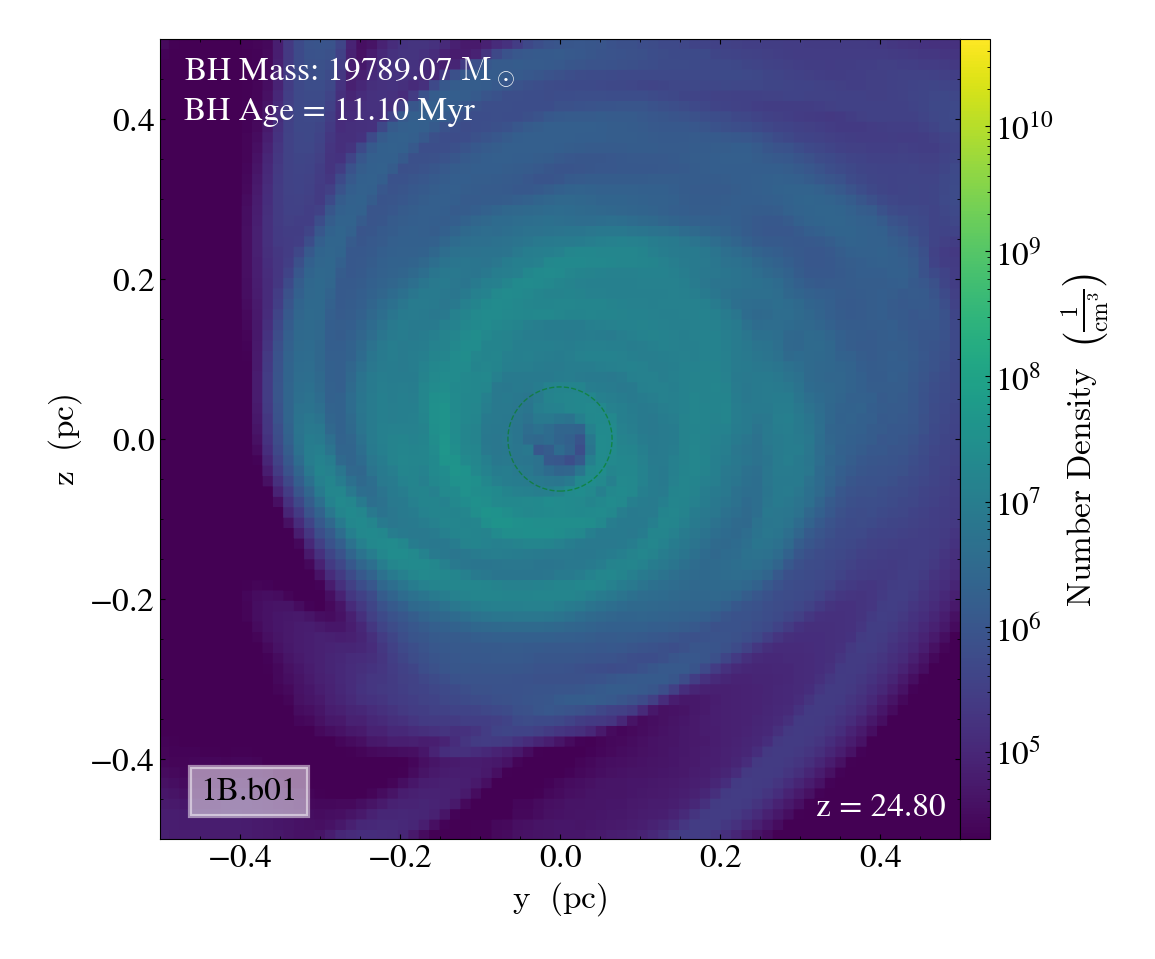 BH Mass: 19789.07 M⊙
BH Age = 11.10 Myr
0.4
0.2
0.0
−0.2
−0.4
z (pc)
1B.b01
z = 24.80
−0.4 −0.2 0.0 0.2 0.4
y (pc)
10¹⁰
10⁹
10⁸
10⁷
10⁶
10⁵
Number Density (1/cm³)